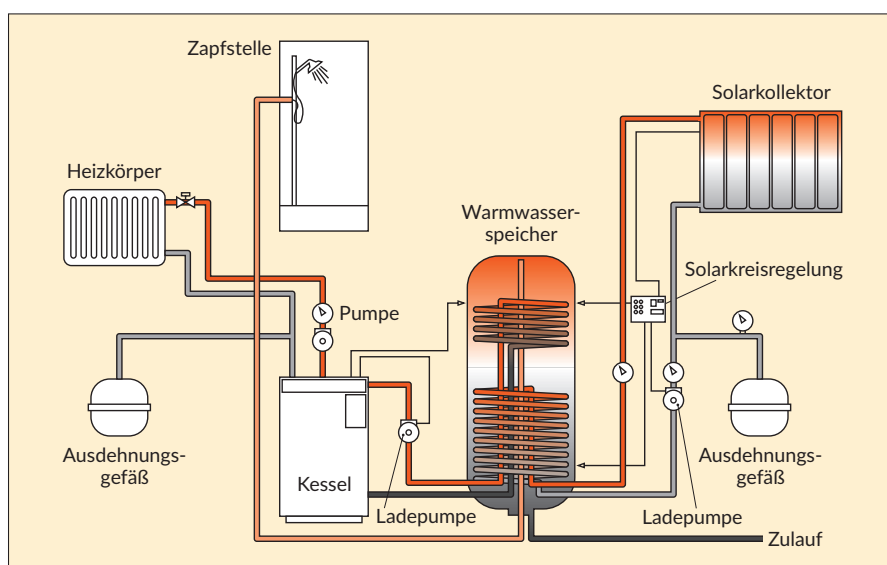 Zapfstelle
Solarkollektor
Heizkörper
Warmwasser-
speicher
Solarkreisregelung
Pumpe
Ausdehnungs-
gefäß
Kessel
Ladepumpe
Ausdehnungs-
gefäß
Ladepumpe
Zulauf